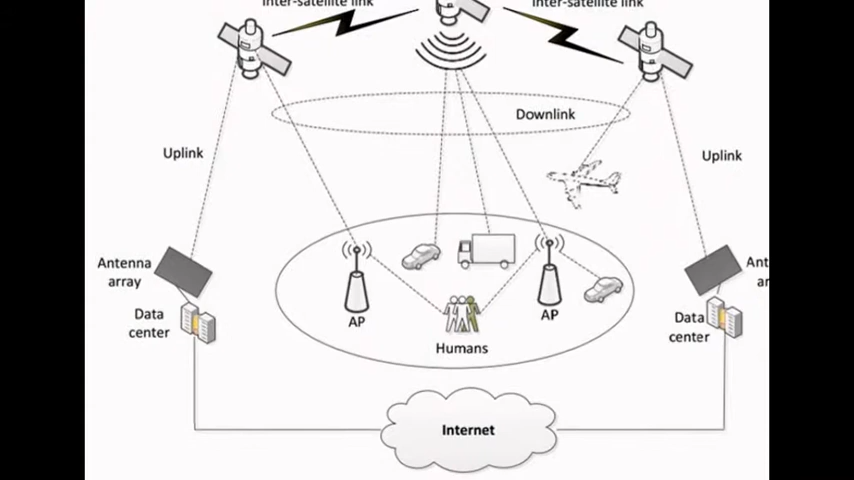 Inter-satellite link
Inter-satellite link
Downlink
Uplink
Uplink
Antenna
array
Data
center
AP
AP
Humans
Data
center
Internet